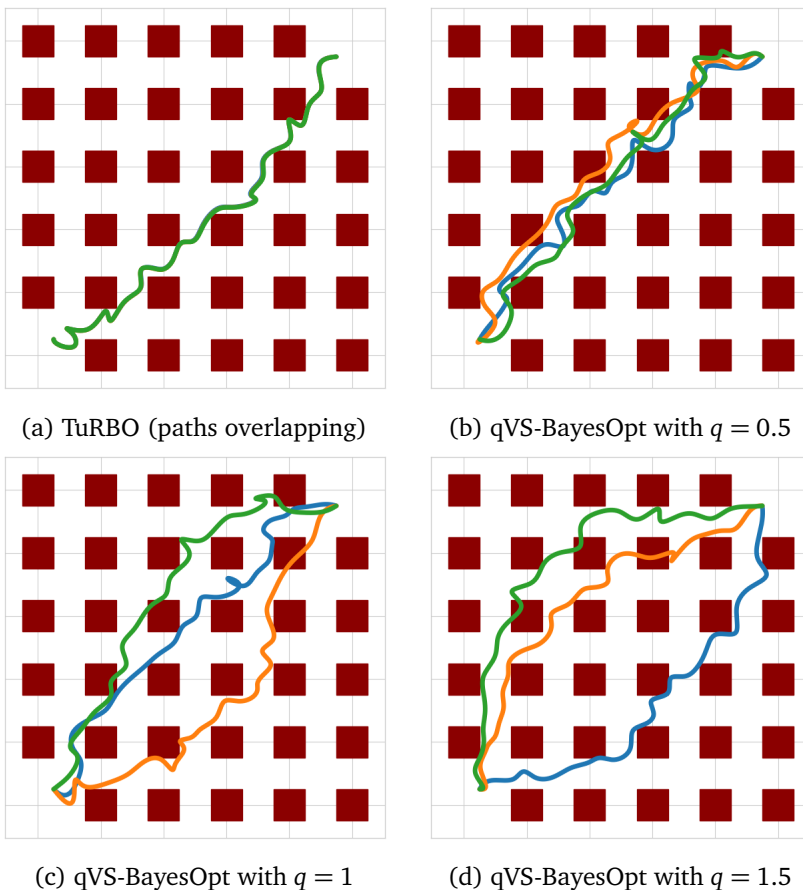 (a) TuRBO (paths overlapping)
(b) qVS-BayesOpt with q = 0.5
(c) qVS-BayesOpt with q = 1
(d) qVS-BayesOpt with q = 1.5